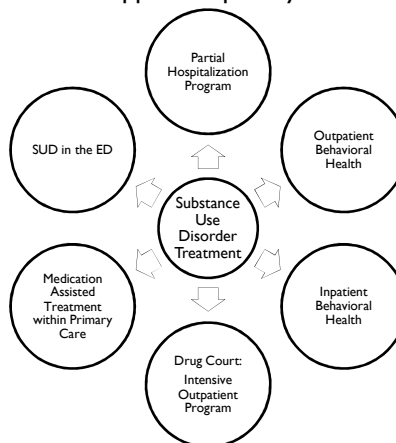 Partial
Hospitalization
Program
SUD in the ED
Outpatient
Behavioral
Health
Substance
Use
Disorder
Treatment
Medication
Assisted
Treatment
within Primary
Care
Inpatient
Behavioral
Health
Drug Court:
Intensive
Outpatient
Program